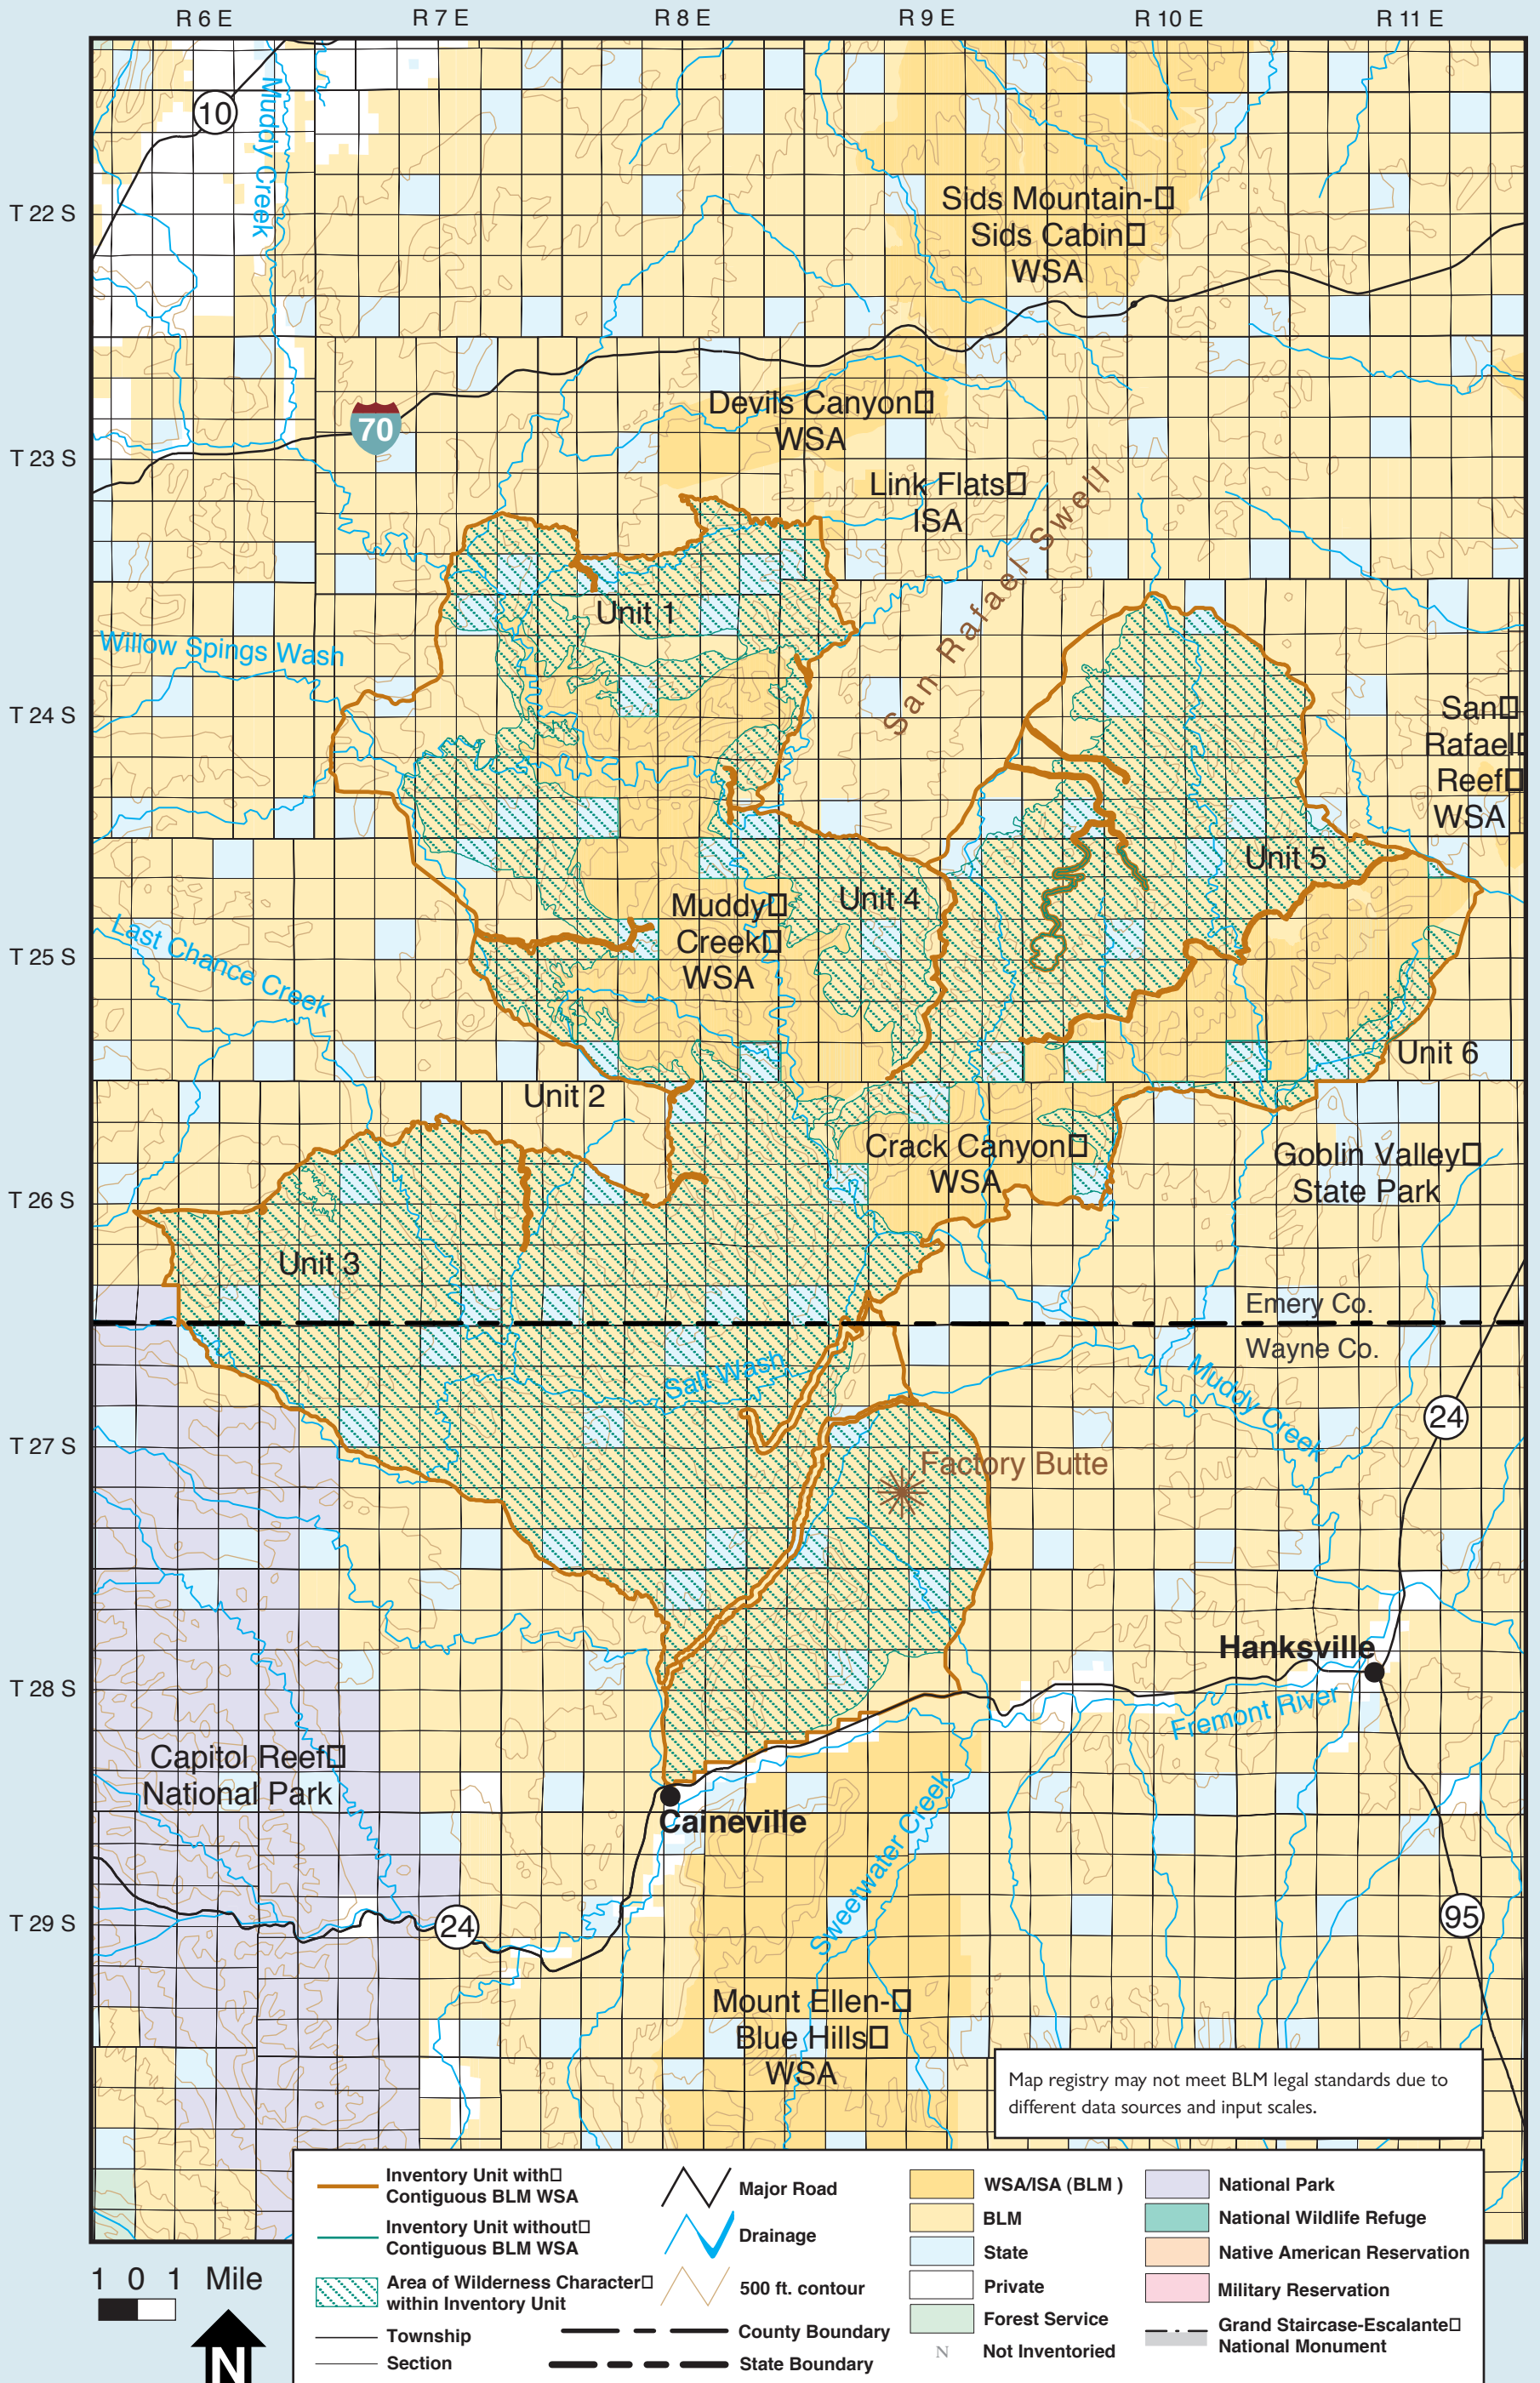 R 6 E R 7 E R 8 E R 9 E R 10 E R 11 E
10
Muddy Creek
T 22 S
Sids Mountain-
Sids Cabin
WSA
70
Devils Canyon
WSA
T 23 S
Link Flats
ISA
San Rafael Swell
Unit 1
Willow Spings Wash
T 24 S
San
Rafael
Reef
WSA
Unit 5
Unit 4
Muddy
Creek
WSA
Last Chance Creek
T 25 S
Unit 6
Unit 2
Crack Canyon
WSA
Goblin Valley
State Park
T 26 S
Unit 3
Emery Co.
Wayne Co.
Salt Wash
Muddy Creek
24
T 27 S
Factory Butte
Hanksville
T 28 S
Fremont River
Capitol Reef
National Park
Caineville
Sweetwater Creek
T 29 S
24
95
Mount Ellen-
Blue Hills
WSA
Map registry may not meet BLM legal standards due to
different data sources and input scales.
Inventory Unit with
Contiguous BLM WSA
Inventory Unit without
Contiguous BLM WSA
Area of Wilderness Character
within Inventory Unit
Township
Section
Major Road
Drainage
500 ft. contour
County Boundary
State Boundary
WSA/ISA (BLM )
BLM
State
Private
Forest Service
N Not Inventoried
National Park
National Wildlife Refuge
Native American Reservation
Military Reservation
Grand Staircase-Escalante
National Monument
1 0 1 Mile
N